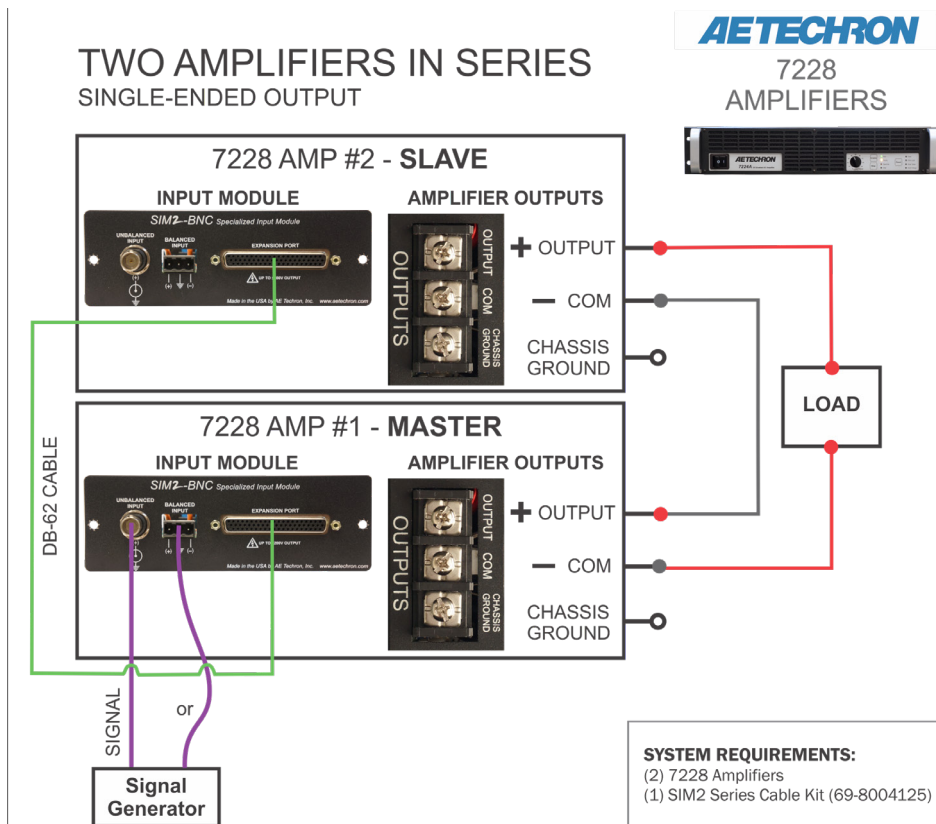 AE TECHRON
TWO AMPLIFIERS IN SERIES
SINGLE-ENDED OUTPUT
7228
AMPLIFIERS
AE TECHRON
7228 AMP #2 - SLAVE
INPUT MODULE
AMPLIFIER OUTPUTS
SIM2-BNC Specialized Input Module
UNBALANCED
INPUT
BALANCED
INPUT
EXPANSION PORT
(+)
(+) (−)
Made in the USA by AE Techron, Inc. www.aetechron.com
OUTPUTS
OUTPUT
COM
CHASSIS
GROUND
+ OUTPUT
− COM
CHASSIS
GROUND
LOAD
DB-62 CABLE
7228 AMP #1 - MASTER
INPUT MODULE
AMPLIFIER OUTPUTS
SIM2-BNC Specialized Input Module
UNBALANCED
INPUT
BALANCED
INPUT
EXPANSION PORT
(+) (−)
Made in the USA by AE Techron, Inc. www.aetechron.com
OUTPUTS
OUTPUT
COM
CHASSIS
GROUND
+ OUTPUT
− COM
CHASSIS
GROUND
SIGNAL
or
Signal
Generator
SYSTEM REQUIREMENTS:
(2) 7228 Amplifiers
(1) SIM2 Series Cable Kit (69-8004125)